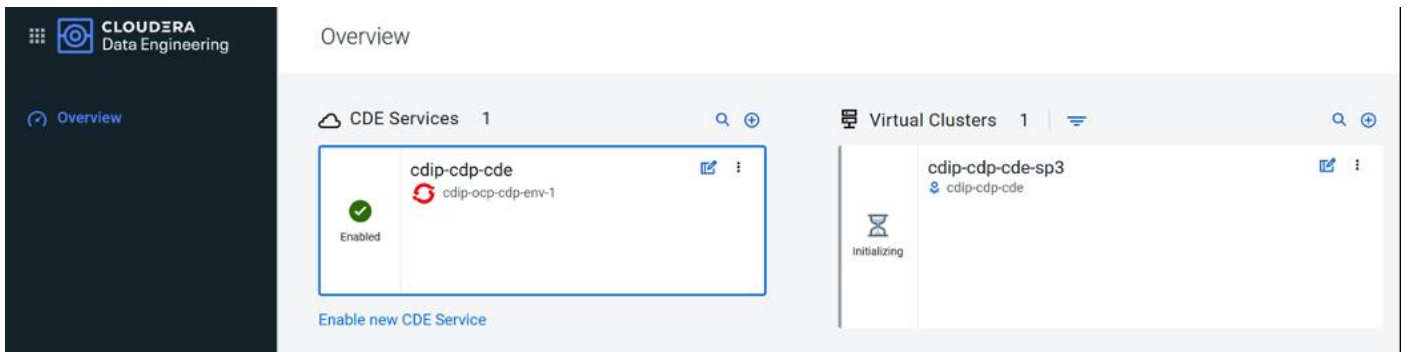 CLOUDERA
Data Engineering
Overview
Overview
CDE Services 1
Virtual Clusters 1
cdip-cdp-cde
cdip-ocp-cdp-env-1
Enabled
cdip-cdp-cde-sp3
cdip-cdp-cde
Initializing
Enable new CDE Service